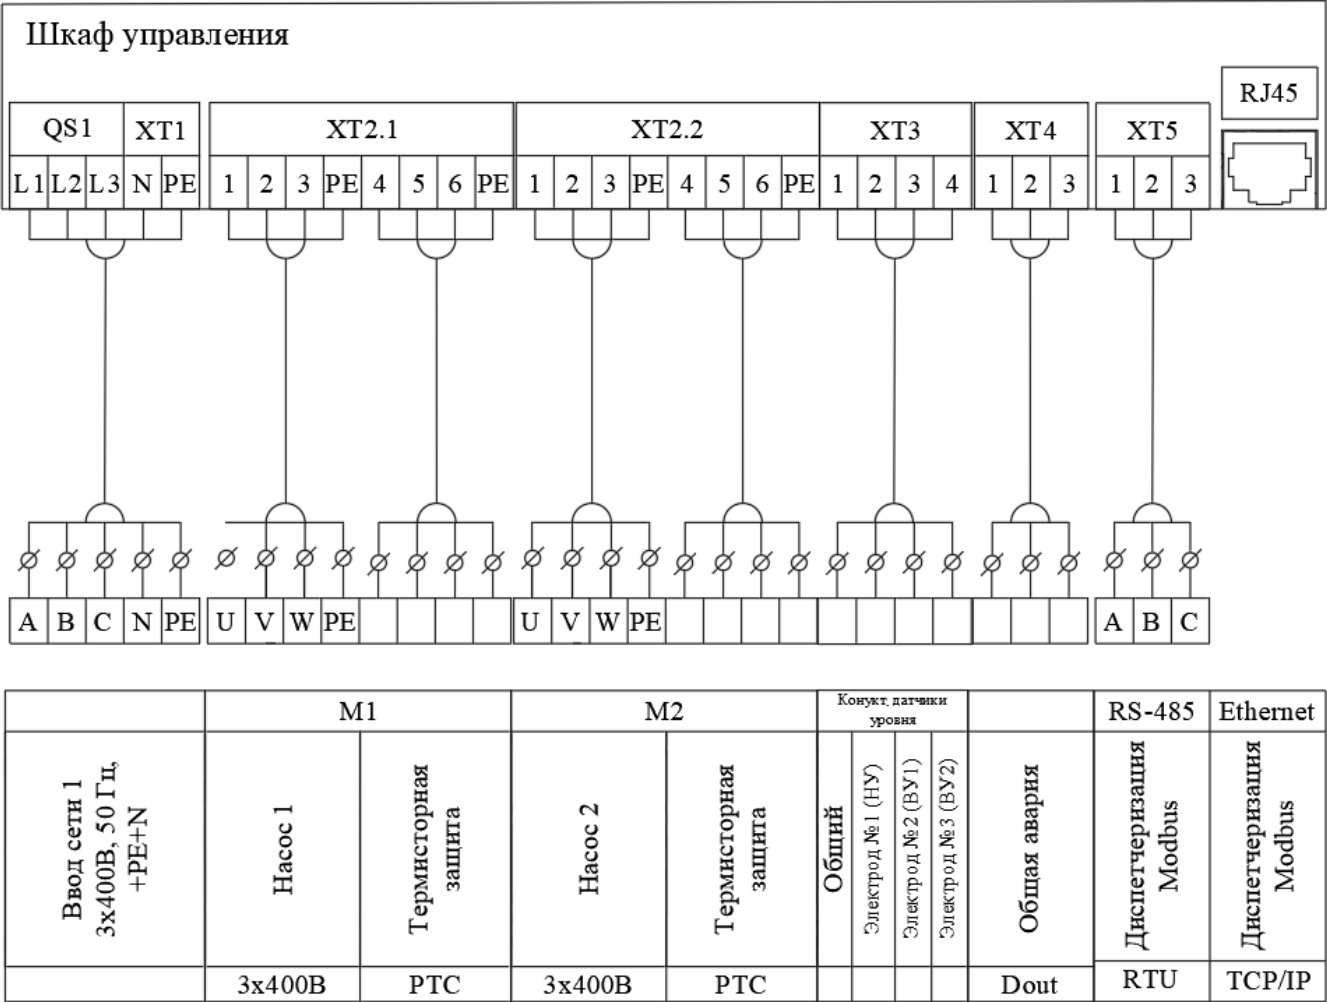 Шкаф управления
RJ45
QS1 XT1 XT2.1 XT2.2 XT3 XT4 XT5
L1 L2 L3 N PE 1 2 3 PE 4 5 6 PE 1 2 3 PE 4 5 6 PE 1 2 3 4 1 2 3 1 2 3
A B C N PE U V W PE U V W PE A B C
M1 M2 Конукт. датчики
уровня
RS-485 Ethernet
Ввод сети 1
3x400В, 50 Гц,
+PE+N
Насос 1
Термисторная
защита
Насос 2
Термисторная
защита
Общий
Электрод №1 (НУ)
Электрод №2 (ВУ1)
Электрод №3 (ВУ2)
Общая авария
Диспетчеризация
Modbus
Диспетчеризация
Modbus
3x400В PTC 3x400В PTC Dout RTU TCP/IP